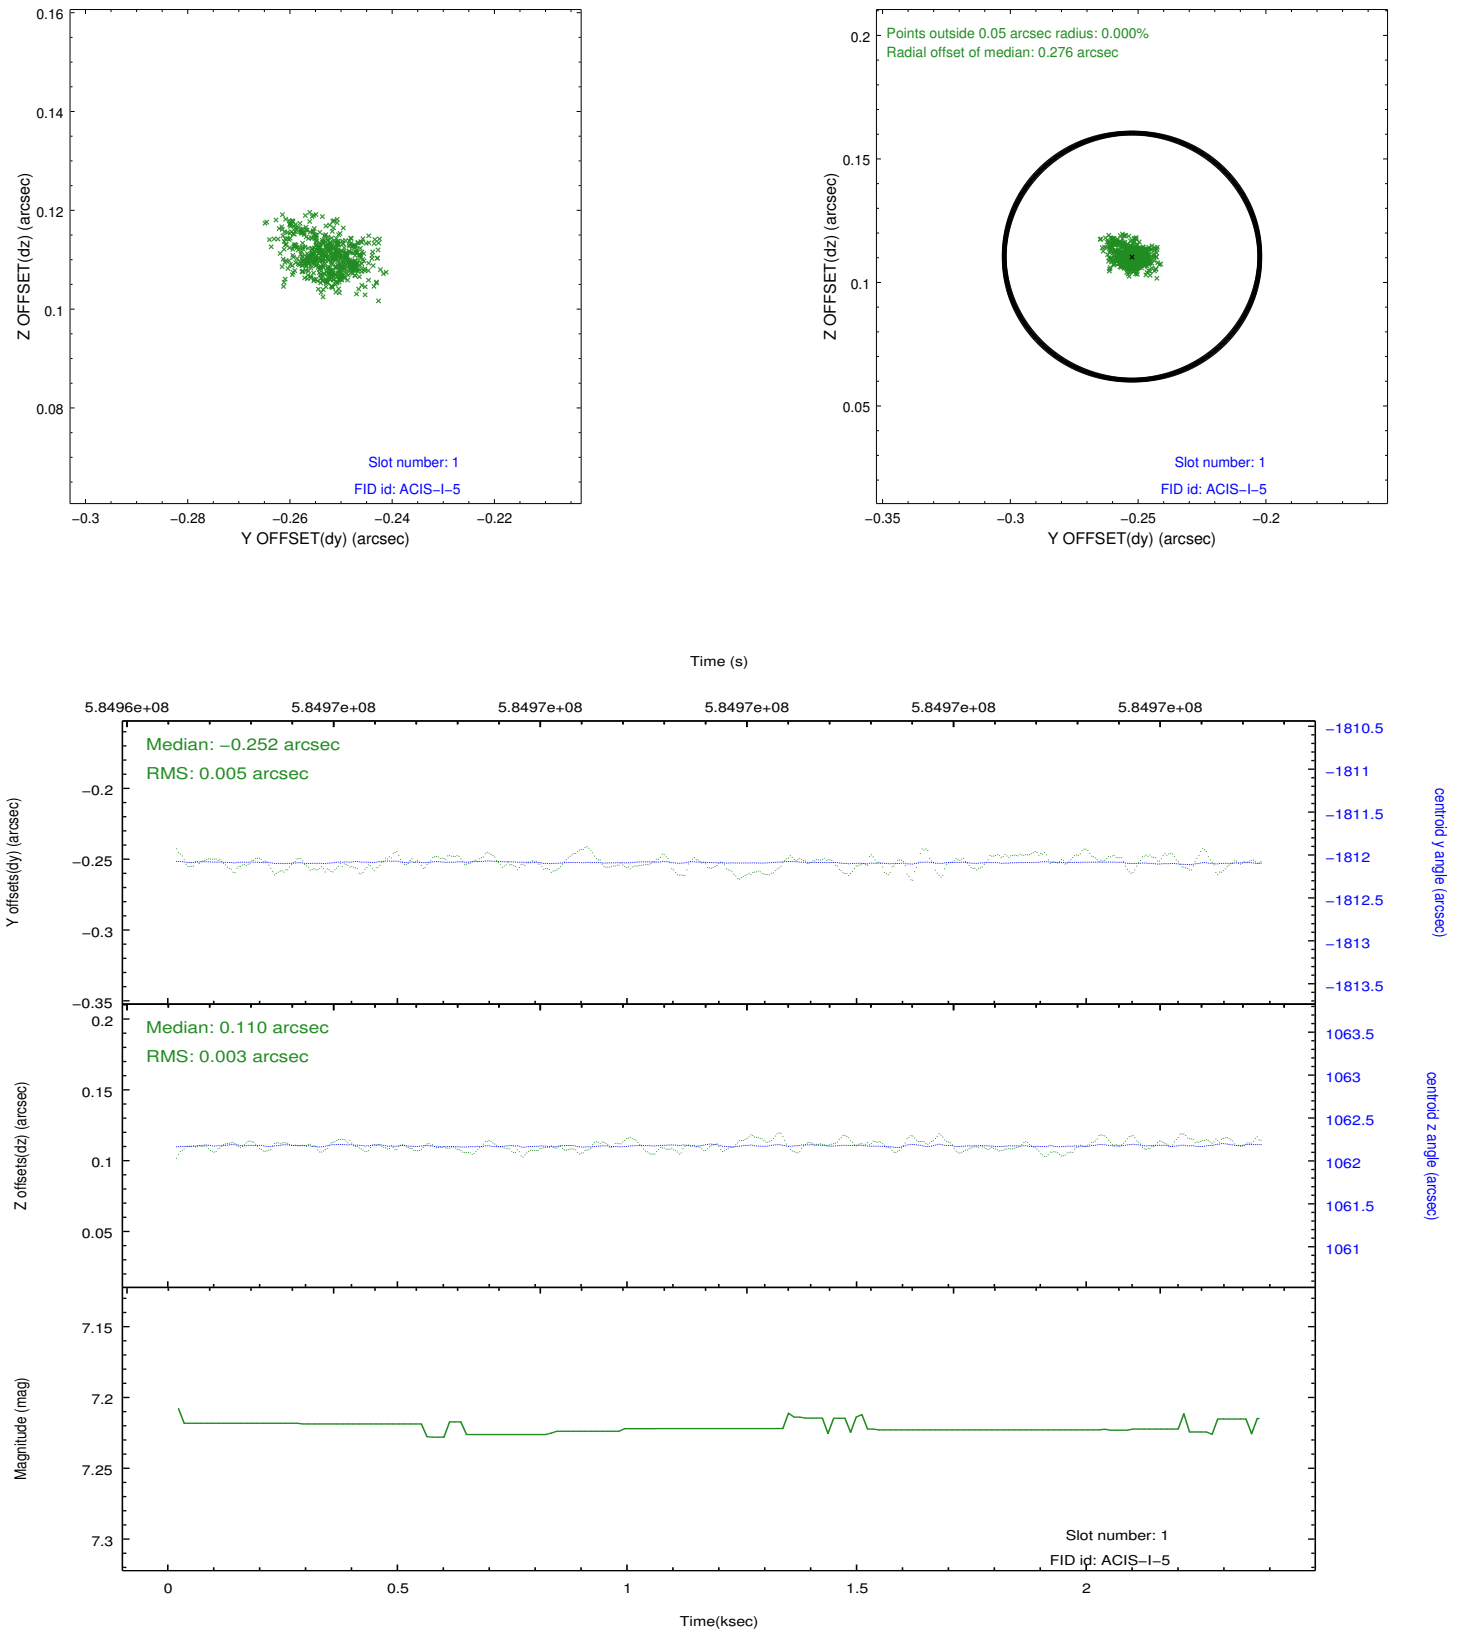 0.16
0.14
0.12
0.1
0.08
Z OFFSET(dz) (arcsec)
Slot number: 1
FID id: ACIS−I−5
−0.3
−0.28
−0.26
−0.24
−0.22
Y OFFSET(dy) (arcsec)
Points outside 0.05 arcsec radius: 0.000%
Radial offset of median: 0.276 arcsec
0.2
0.15
0.1
0.05
Z OFFSET(dz) (arcsec)
Slot number: 1
FID id: ACIS−I−5
−0.35
−0.3
−0.25
−0.2
Y OFFSET(dy) (arcsec)
Time (s)
5.8496e+08
5.8497e+08
5.8497e+08
5.8497e+08
5.8497e+08
5.8497e+08
Median: −0.252 arcsec
RMS: 0.005 arcsec
−0.2
−0.25
−0.3
−0.35
Y offsets(dy) (arcsec)
−1810.5
−1811
−1811.5
−1812
−1812.5
−1813
−1813.5
centroid y angle (arcsec)
Median: 0.110 arcsec
RMS: 0.003 arcsec
0.2
0.15
0.1
0.05
Z offsets(dz) (arcsec)
1063.5
1063
1062.5
1062
1061.5
1061
centroid z angle (arcsec)
7.15
7.2
7.25
7.3
Magnitude (mag)
Slot number: 1
FID id: ACIS−I−5
0
0.5
1
1.5
2
Time(ksec)